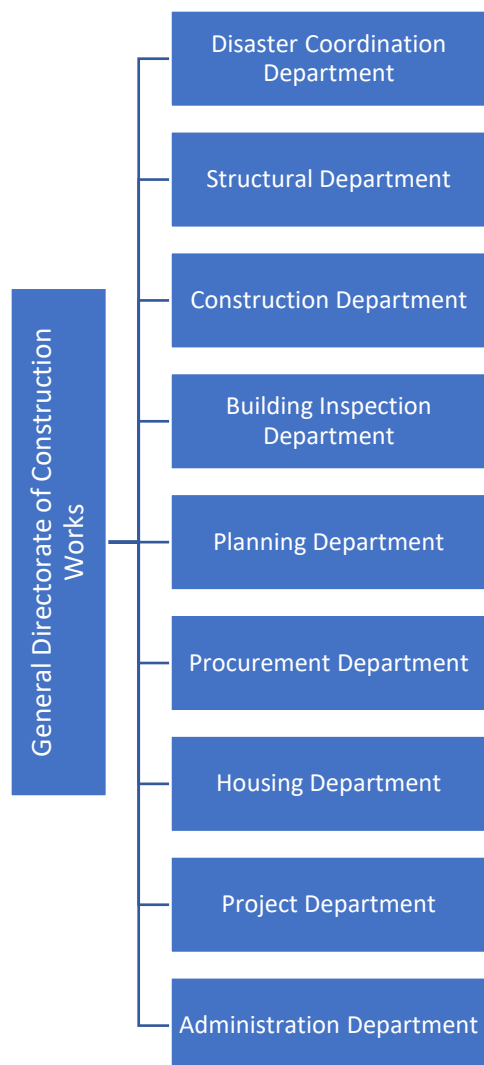 General Directorate of Construction
Works
Disaster Coordination
Department
Structural Department
Construction Department
Building Inspection
Department
Planning Department
Procurement Department
Housing Department
Project Department
Administration Department